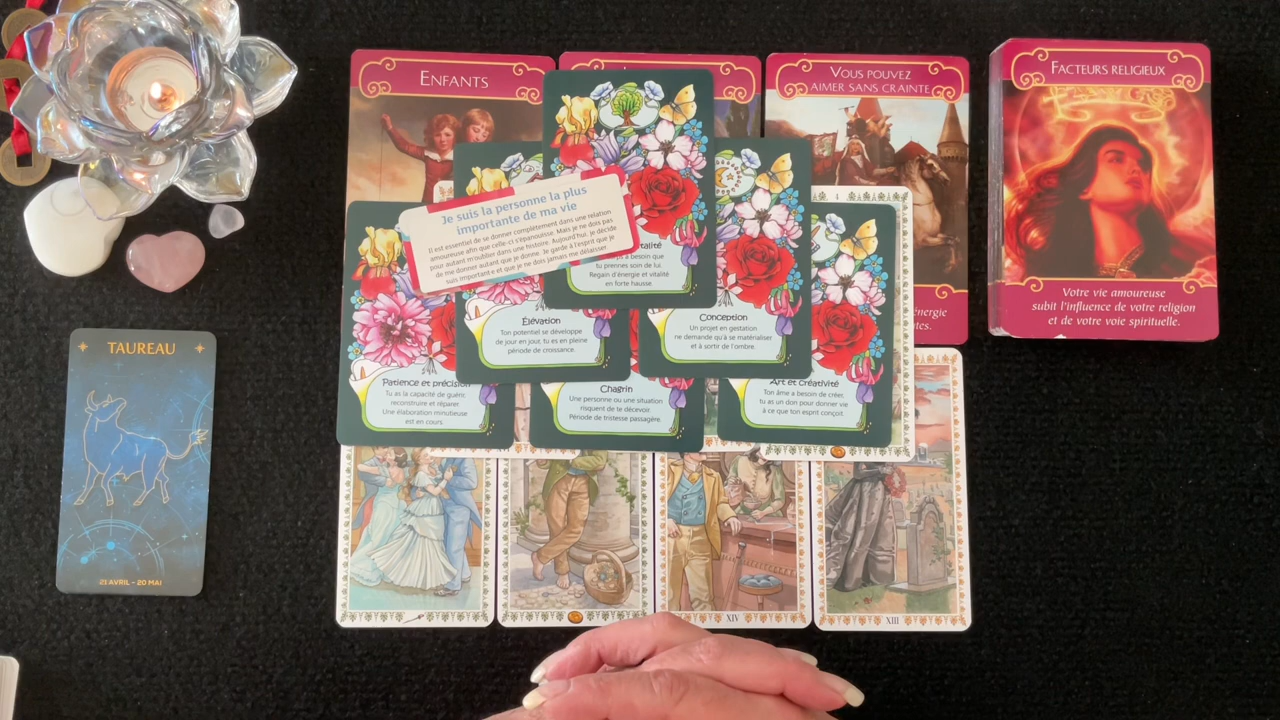 ENFANTS
VOUS POUVEZ
AIMER SANS CRAINTE
FACTEURS RELIGIEUX
Votre vie amoureuse
subit l'influence de votre religion
et de votre voie spirituelle.
Je suis la personne la plus
importante de ma vie
Il est essentiel de se donner complètement dans une relation
amoureuse afin que celle-ci s'épanouisse. Mais je ne dois pas
pour autant m'oublier dans une histoire. Aujourd'hui, je décide
de me donner autant que je donne. Je garde à l'esprit que je
suis important·e et que je ne dois jamais me délaisser.
besoin que
tu prennes soin de lui.
Regain d'énergie et vitalité
en forte hausse.
Élévation
Ton potentiel se développe
de jour en jour, tu es en pleine
période de croissance.
Conception
Un projet en gestation
ne demande qu'à se matérialiser
et à sortir de l'ombre.
Patience et précision
Tu as la capacité de guérir,
reconstruire et réparer.
Une élaboration minutieuse
est en cours.
Chagrin
Une personne ou une situation
risquent de te décevoir.
Période de tristesse passagère.
Art et créativité
Ton âme a besoin de créer,
tu as un don pour donner vie
à ce que ton esprit conçoit.
TAUREAU
21 AVRIL - 20 MAI
XIV
XIII